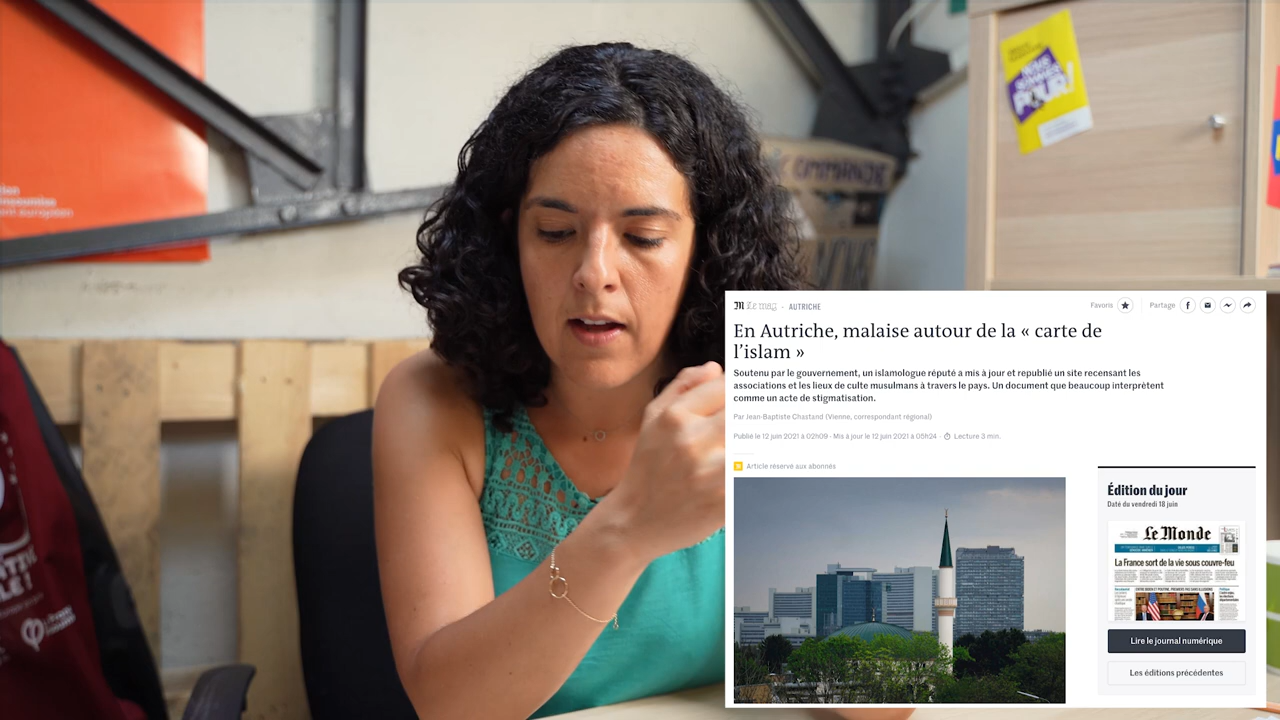 POUR!
COMMANDE
M Le mag - AUTRICHE
Favoris
Partage
En Autriche, malaise autour de la « carte de
l’islam »
Soutenu par le gouvernement, un islamologue réputé a mis à jour et republié un site recensant les
associations et les lieux de culte musulmans à travers le pays. Un document que beaucoup interprètent
comme un acte de stigmatisation.
Par Jean-Baptiste Chastand (Vienne, correspondant régional)
Publié le 12 juin 2021 à 02h09 - Mis à jour le 12 juin 2021 à 05h24 - Lecture 3 min.
Article réservé aux abonnés
Édition du jour
Daté du vendredi 18 juin
Le Monde
La France sort de la vie sous couvre-feu
Lire le journal numérique
Les éditions précédentes